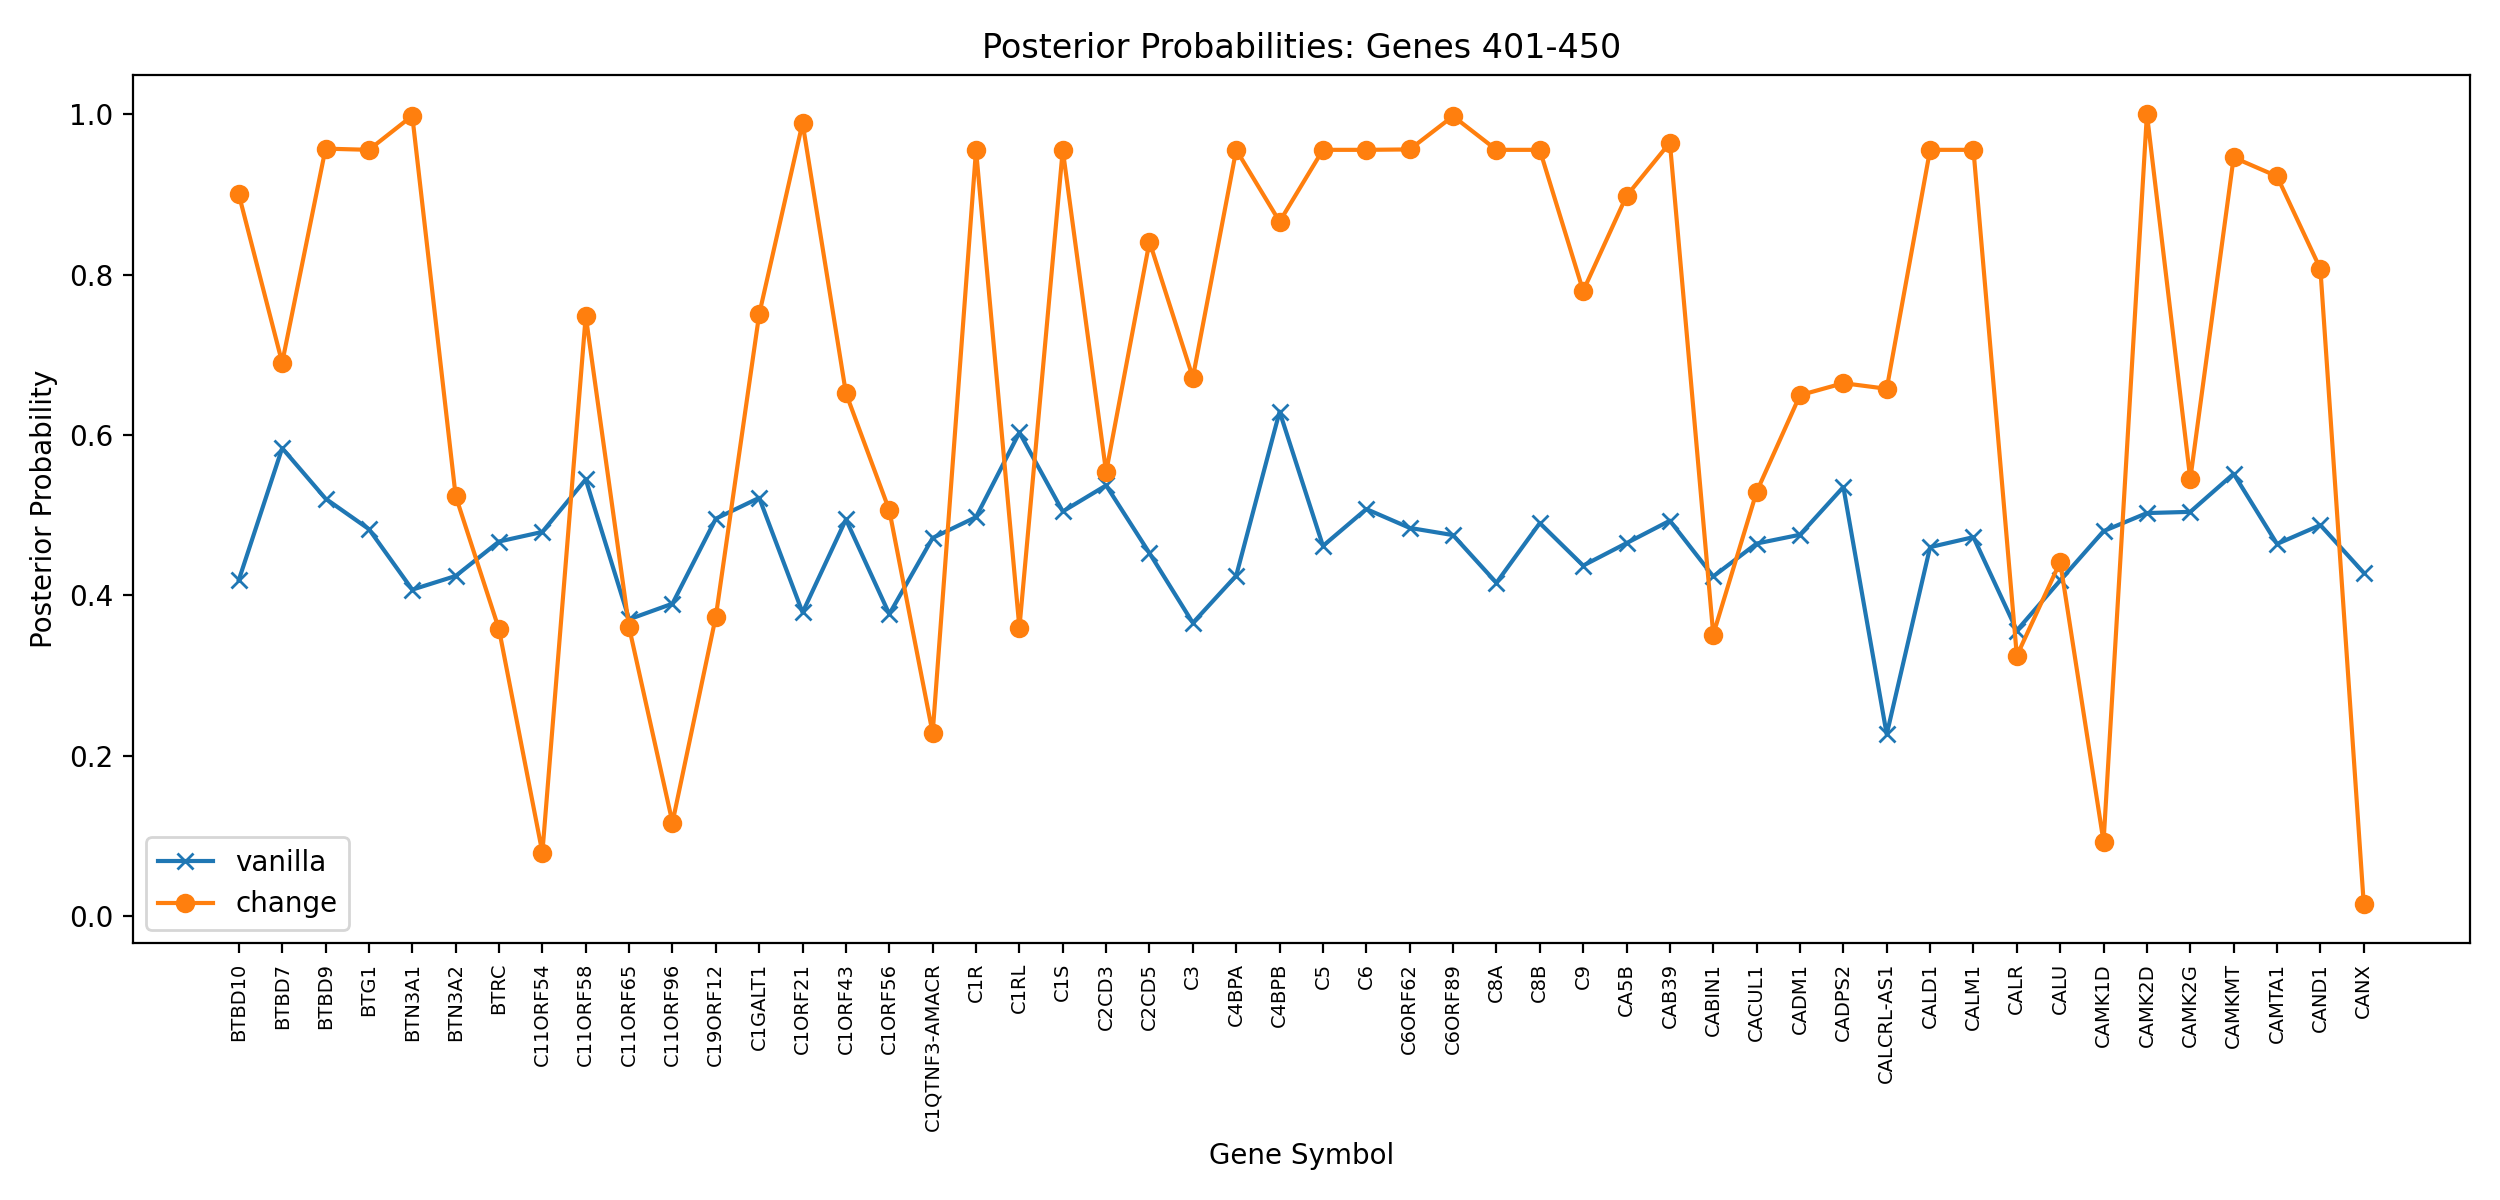 Posterior Probabilities: Genes 401-450
Posterior Probability
1.0
0.8
0.6
0.4
0.2
0.0
vanilla
change
BTBD10
BTBD7
BTBD9
BTG1
BTN3A1
BTN3A2
BTRC
C11ORF54
C11ORF58
C11ORF65
C11ORF96
C19ORF12
C1GALT1
C1ORF21
C1ORF43
C1ORF56
C1QTNF3-AMACR
C1R
C1RL
C1S
C2CD3
C2CD5
C3
C4BPA
C4BPB
C5
C6
C6ORF62
C6ORF89
C8A
C8B
C9
CA5B
CAB39
CABIN1
CACUL1
CADM1
CADPS2
CALCRL-AS1
CALD1
CALM1
CALR
CALU
CAMK1D
CAMK2D
CAMK2G
CAMKMT
CAMTA1
CAND1
CANX
Gene Symbol